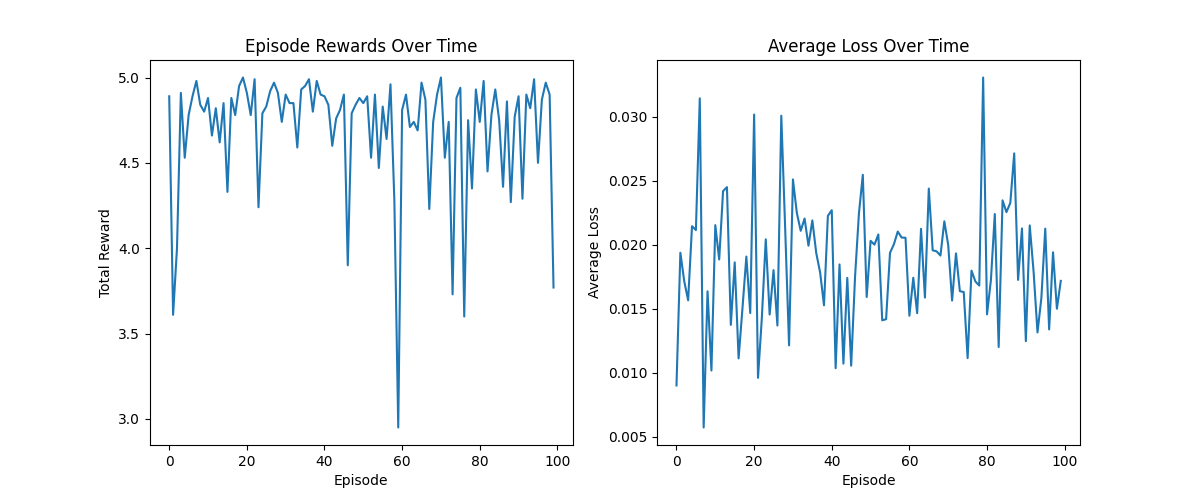 Episode Rewards Over Time
Total Reward
5.0
4.5
4.0
3.5
3.0
0 20 40 60 80 100
Episode
Average Loss Over Time
Average Loss
0.030
0.025
0.020
0.015
0.010
0.005
0 20 40 60 80 100
Episode